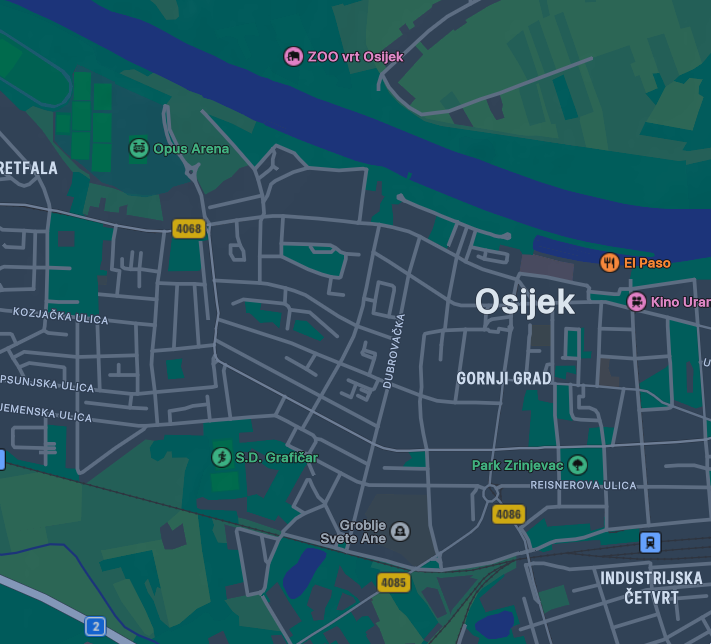 ZOO vrt Osijek
Opus Arena
RETFALA
4068
El Paso
Osijek
Kino Uran
KOZJAČKA ULICA
DUBROVAČKA
GORNJI GRAD
PSUNJSKA ULICA
JEMENSKA ULICA
S.D. Grafičar
Park Zrinjevac
REISNEROVA ULICA
4086
Groblje
Svete Ane
4085
INDUSTRIJSKA
ČETVRT
2